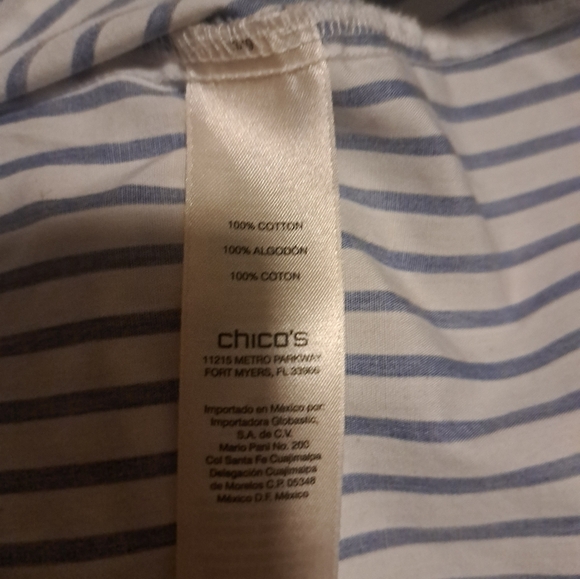 100% COTTON
100% ALGODÓN
100% COTON
chico's
11215 METRO PARKWAY
FORT MYERS, FL 33966
Importado en México por:
Importadora Globastic,
S.A. de C.V.
Mario Pani No. 200
Col Santa Fe Cuajimalpa
Delegación Cuajimalpa
de Morelos C.P. 05348
México D.F. México